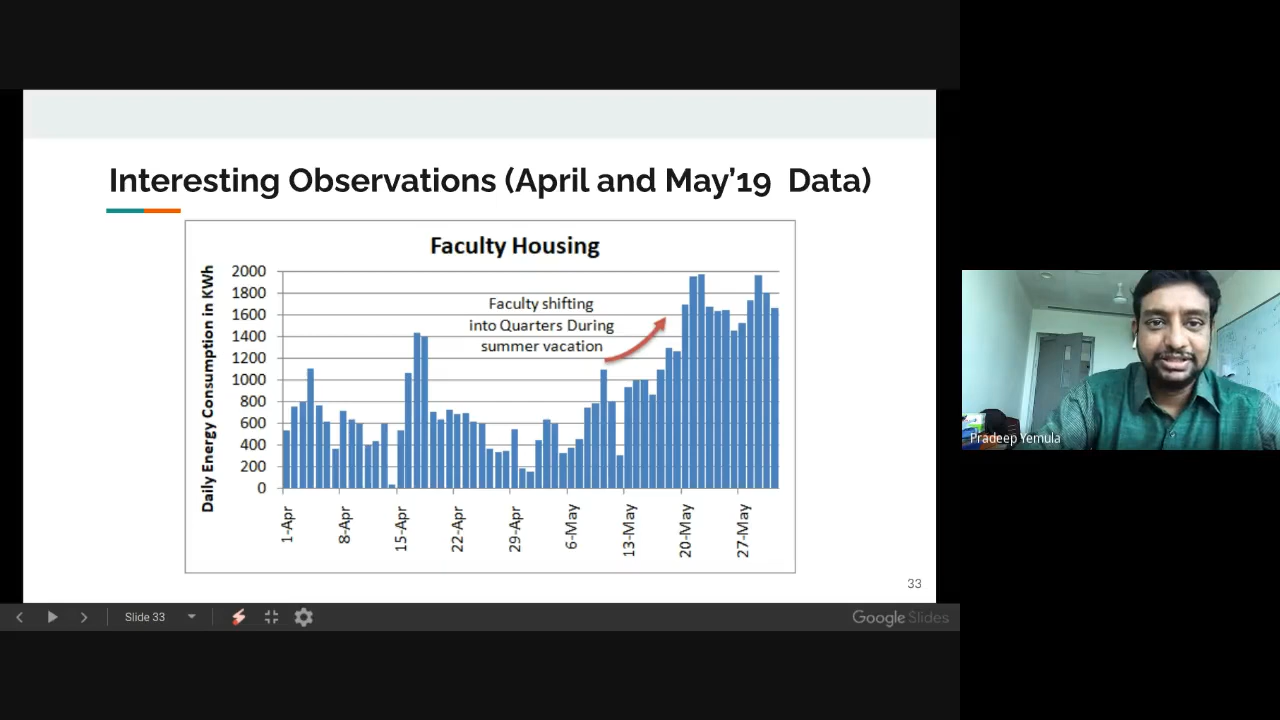 Interesting Observations (April and May’19 Data)
Faculty Housing
Daily Energy Consumption in KWh
2000
1800
1600
1400
1200
1000
800
600
400
200
0
Faculty shifting
into Quarters During
summer vacation
1-Apr
8-Apr
15-Apr
22-Apr
29-Apr
6-May
13-May
20-May
27-May
33
Slide 33
Google Slides
Pradeep Yemula